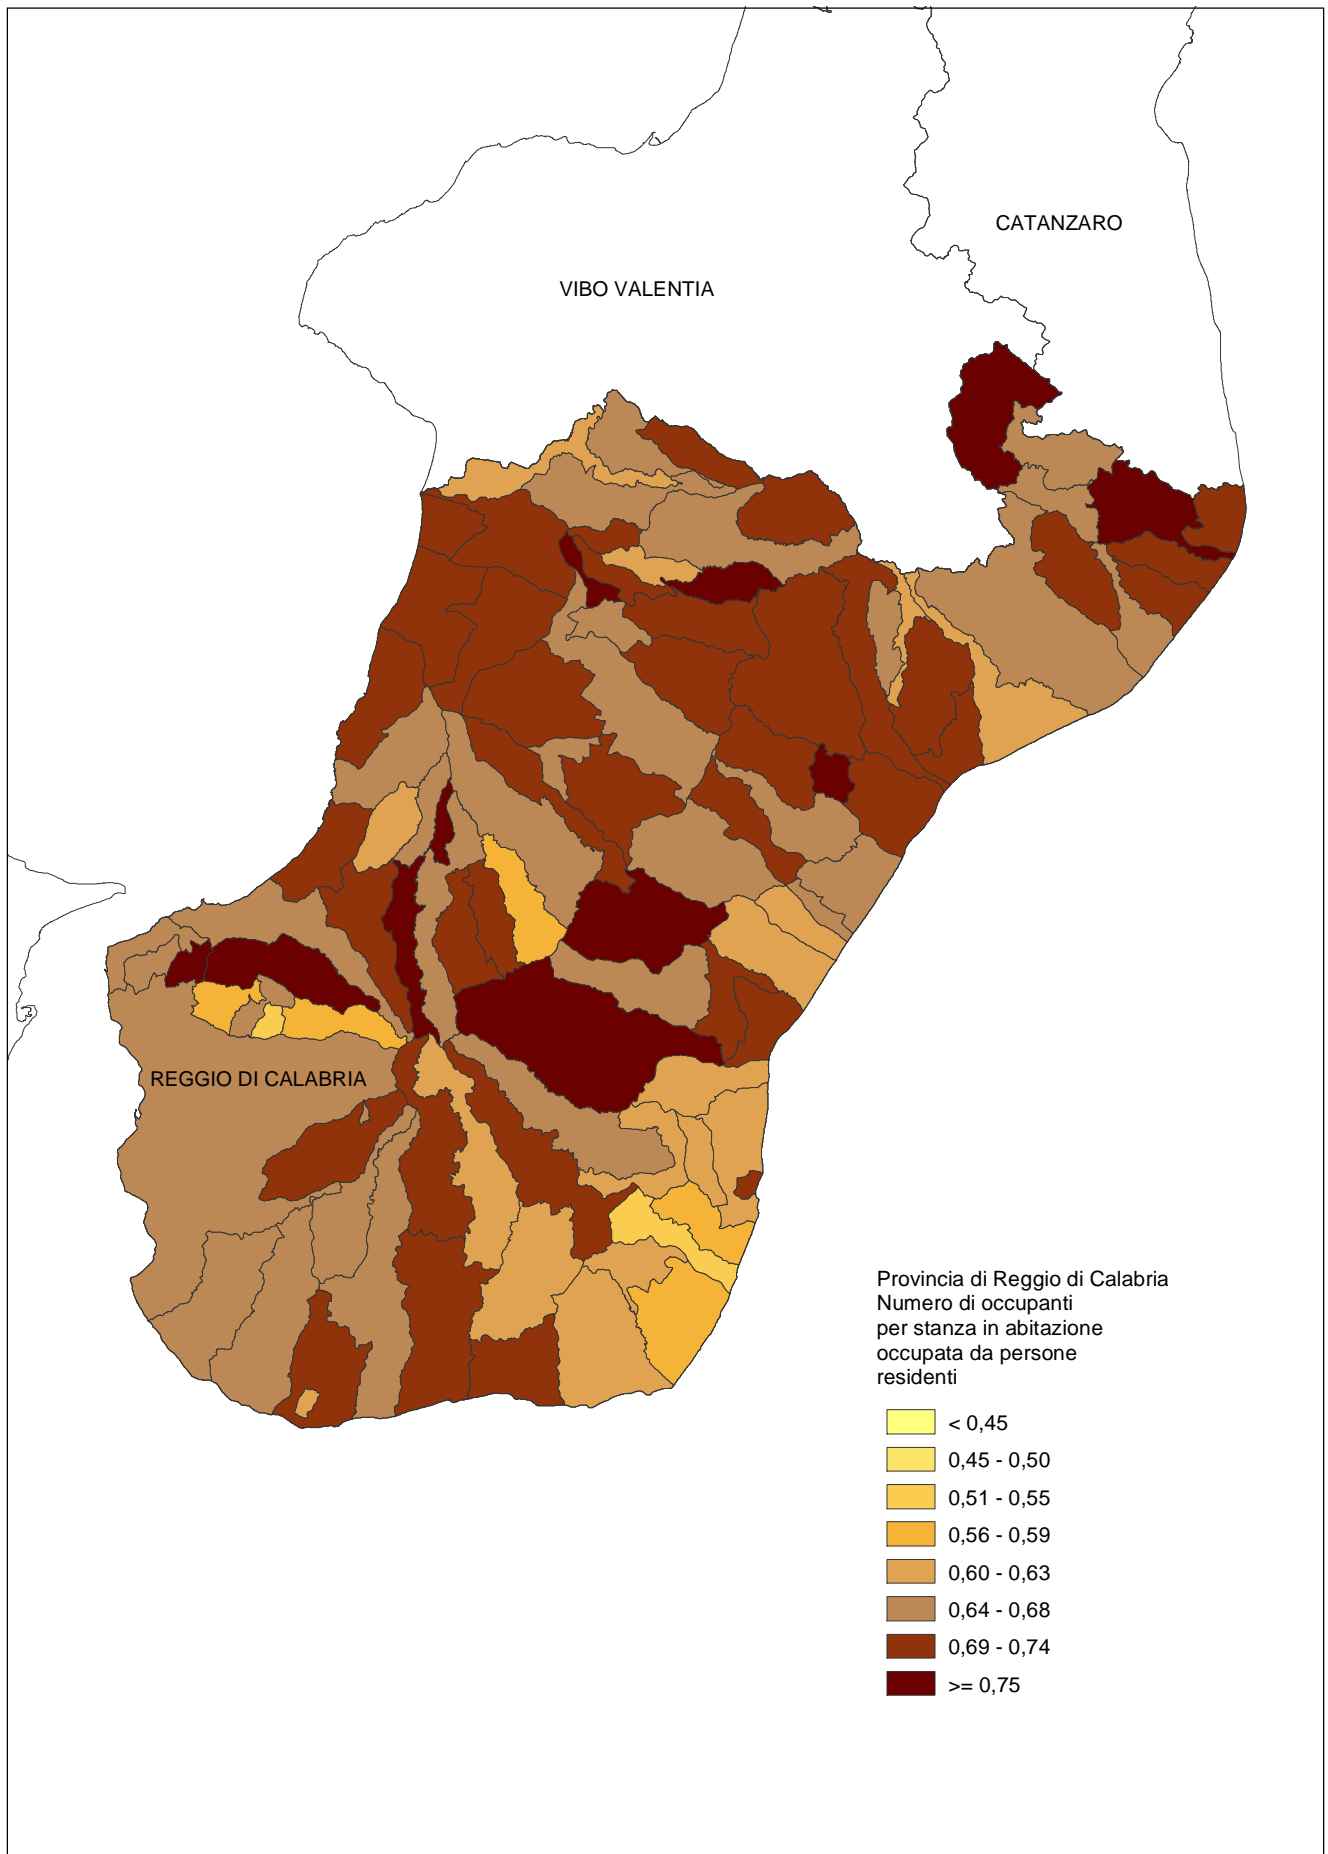 CATANZARO
VIBO VALENTIA
REGGIO DI CALABRIA
Provincia di Reggio di Calabria
Numero di occupanti
per stanza in abitazione
occupata da persone
residenti
< 0,45
0,45 - 0,50
0,51 - 0,55
0,56 - 0,59
0,60 - 0,63
0,64 - 0,68
0,69 - 0,74
>= 0,75